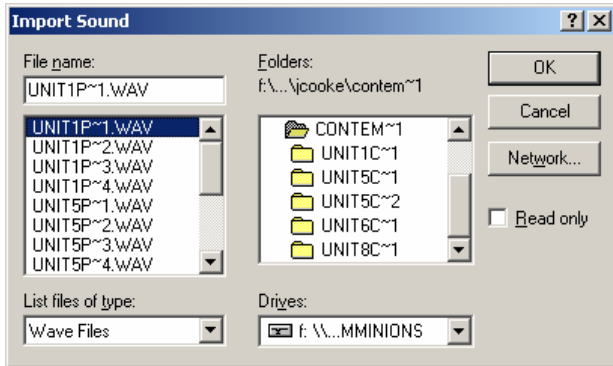 Import Sound
File name:
UNIT1P~1.WAV
UNIT1P~1.WAV
UNIT1P~2.WAV
UNIT1P~3.WAV
UNIT1P~4.WAV
UNIT5P~1.WAV
UNIT5P~2.WAV
UNIT5P~3.WAV
UNIT5P~4.WAV
List files of type:
Wave Files
Folders:
f:\...\jcooke\contem~1
CONTEM~1
UNIT1C~1
UNIT5C~1
UNIT5C~2
UNIT6C~1
UNIT8C~1
Drives:
f: \\...MMINIONS
OK
Cancel
Network...
Read only